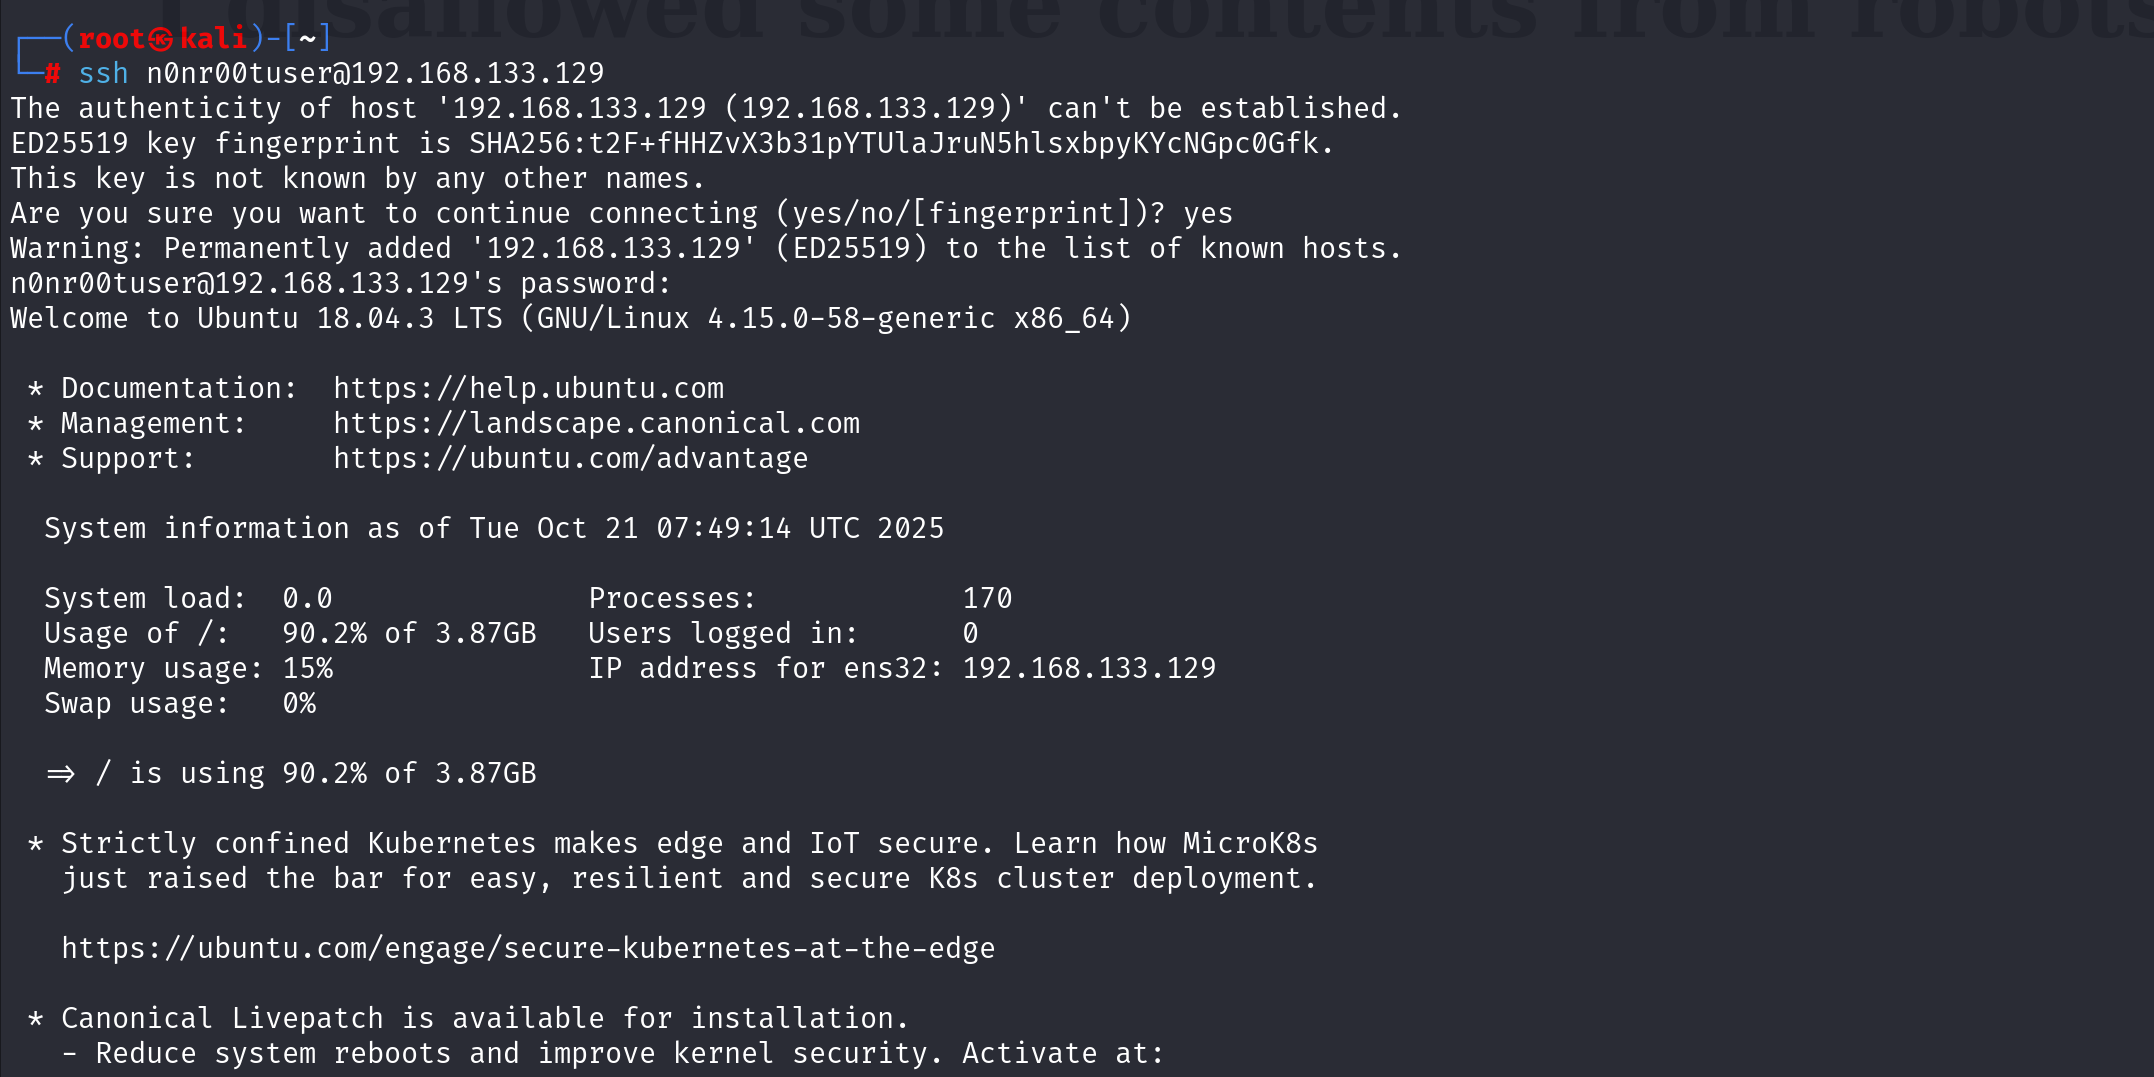 I disallowed some contents from robots
┌──(root㉿kali)-[~]
└─# ssh n0nr00tuser@192.168.133.129
The authenticity of host '192.168.133.129 (192.168.133.129)' can't be established.
ED25519 key fingerprint is SHA256:t2F+fHHZvX3b31pYTUlaJruN5hlsxbpyKYcNGpc0Gfk.
This key is not known by any other names.
Are you sure you want to continue connecting (yes/no/[fingerprint])? yes
Warning: Permanently added '192.168.133.129' (ED25519) to the list of known hosts.
n0nr00tuser@192.168.133.129's password:
Welcome to Ubuntu 18.04.3 LTS (GNU/Linux 4.15.0-58-generic x86_64)
* Documentation:  https://help.ubuntu.com
* Management:     https://landscape.canonical.com
* Support:        https://ubuntu.com/advantage
System information as of Tue Oct 21 07:49:14 UTC 2025
System load:  0.0               Processes:            170
Usage of /:   90.2% of 3.87GB   Users logged in:      0
Memory usage: 15%               IP address for ens32: 192.168.133.129
Swap usage:   0%
=> / is using 90.2% of 3.87GB
* Strictly confined Kubernetes makes edge and IoT secure. Learn how MicroK8s
just raised the bar for easy, resilient and secure K8s cluster deployment.
https://ubuntu.com/engage/secure-kubernetes-at-the-edge
* Canonical Livepatch is available for installation.
- Reduce system reboots and improve kernel security. Activate at: